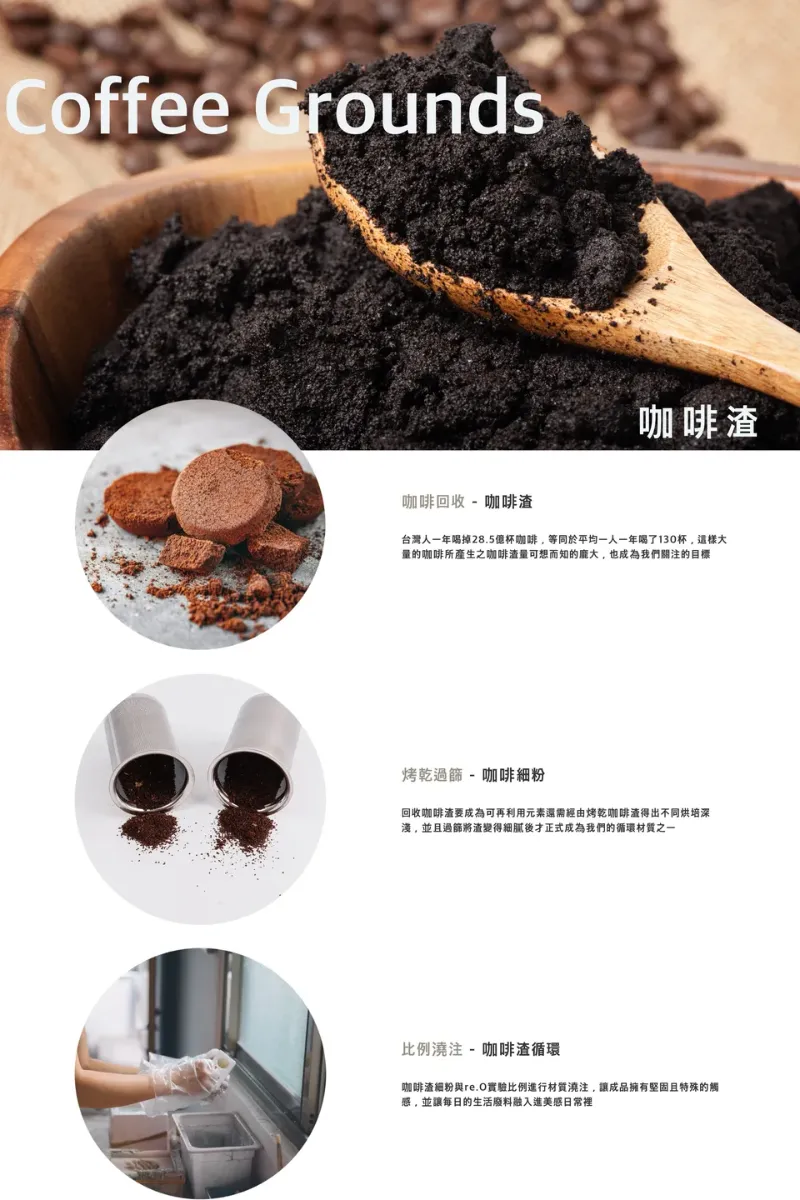 Coffee Grounds
咖啡渣
咖啡回收 - 咖啡渣
台灣人一年喝掉28.5億杯咖啡，等同於平均一人一年喝了130杯，這樣大
量的咖啡所產生之咖啡渣量可想而知的龐大，也成為我們關注的目標
烤乾過篩 - 咖啡細粉
回收咖啡渣要成為可再利用元素還需經由烤乾咖啡渣得出不同烘培深
淺，並且過篩將渣變得細膩後才正式成為我們的循環材質之一
比例澆注 - 咖啡渣循環
咖啡渣細粉與re.O實驗比例進行材質澆注，讓成品擁有堅固且特殊的觸
感，並讓每日的生活廢料融入進美感日常裡